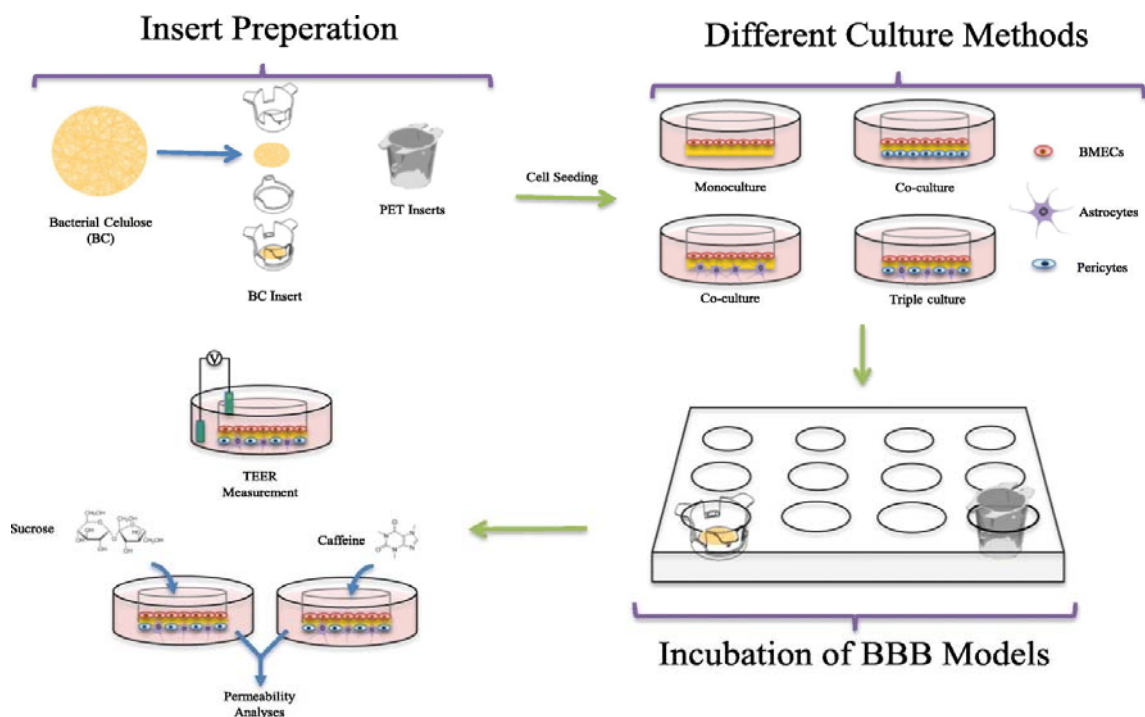 Insert Preperation
Bacterial Celulose
(BC)
BC Insert
PET Inserts
Cell Seeding
Different Culture Methods
Monoculture
Co-culture
Co-culture
Triple culture
BMECs
Astrocytes
Pericytes
Incubation of BBB Models
V
TEER
Measurement
Sucrose
Caffeine
Permeability
Analyses